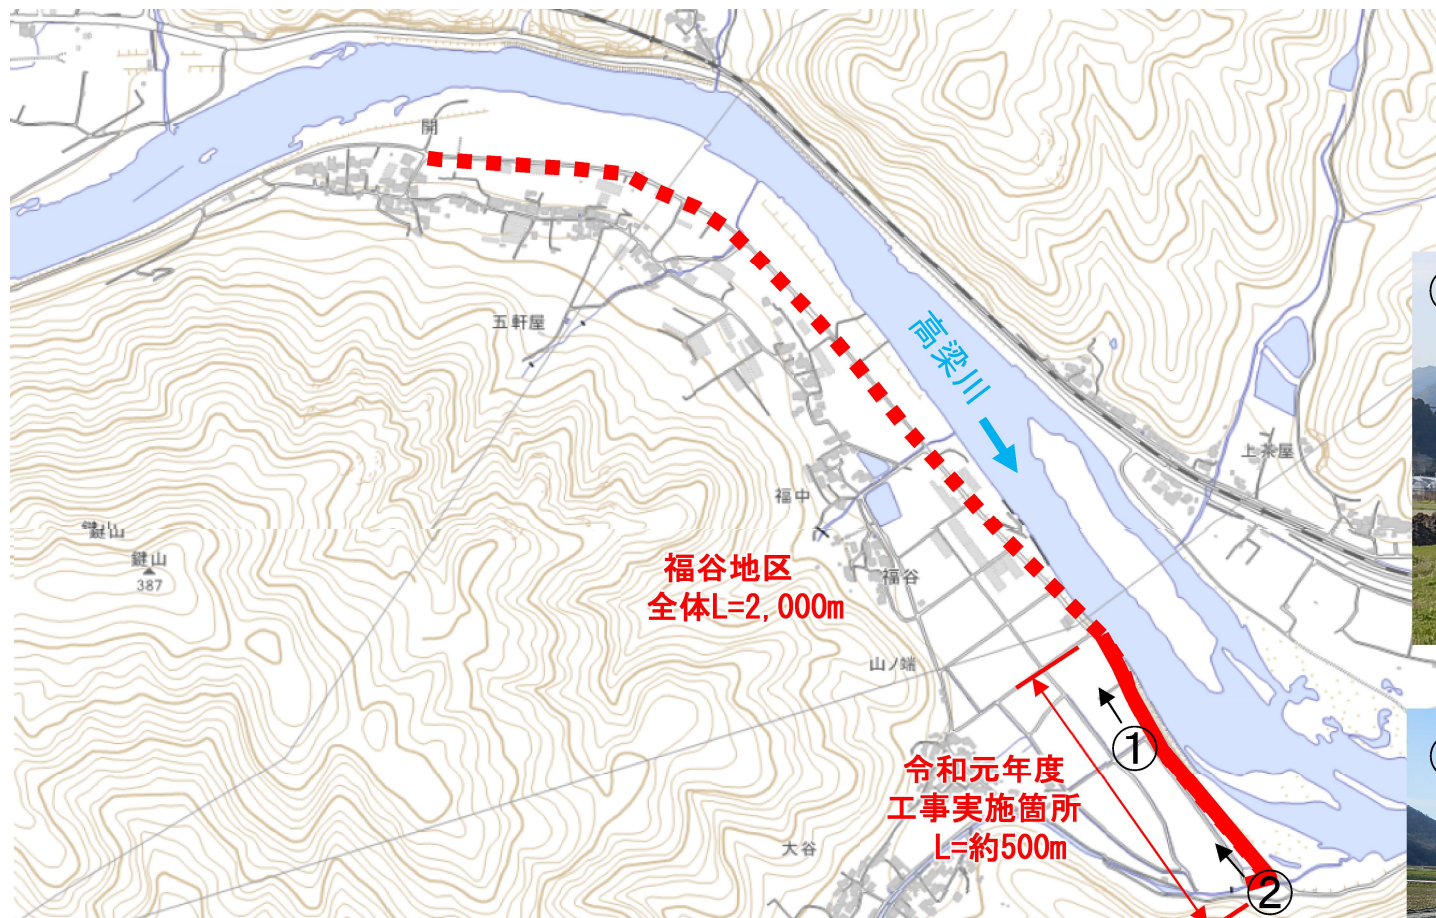 開
五軒屋
高梁川
上茶屋
福中
鍵山
鍵山
387
福谷地区
全体L=2,000m
福谷
山ノ端
①
令和元年度
工事実施箇所
L=約500m
大谷
②